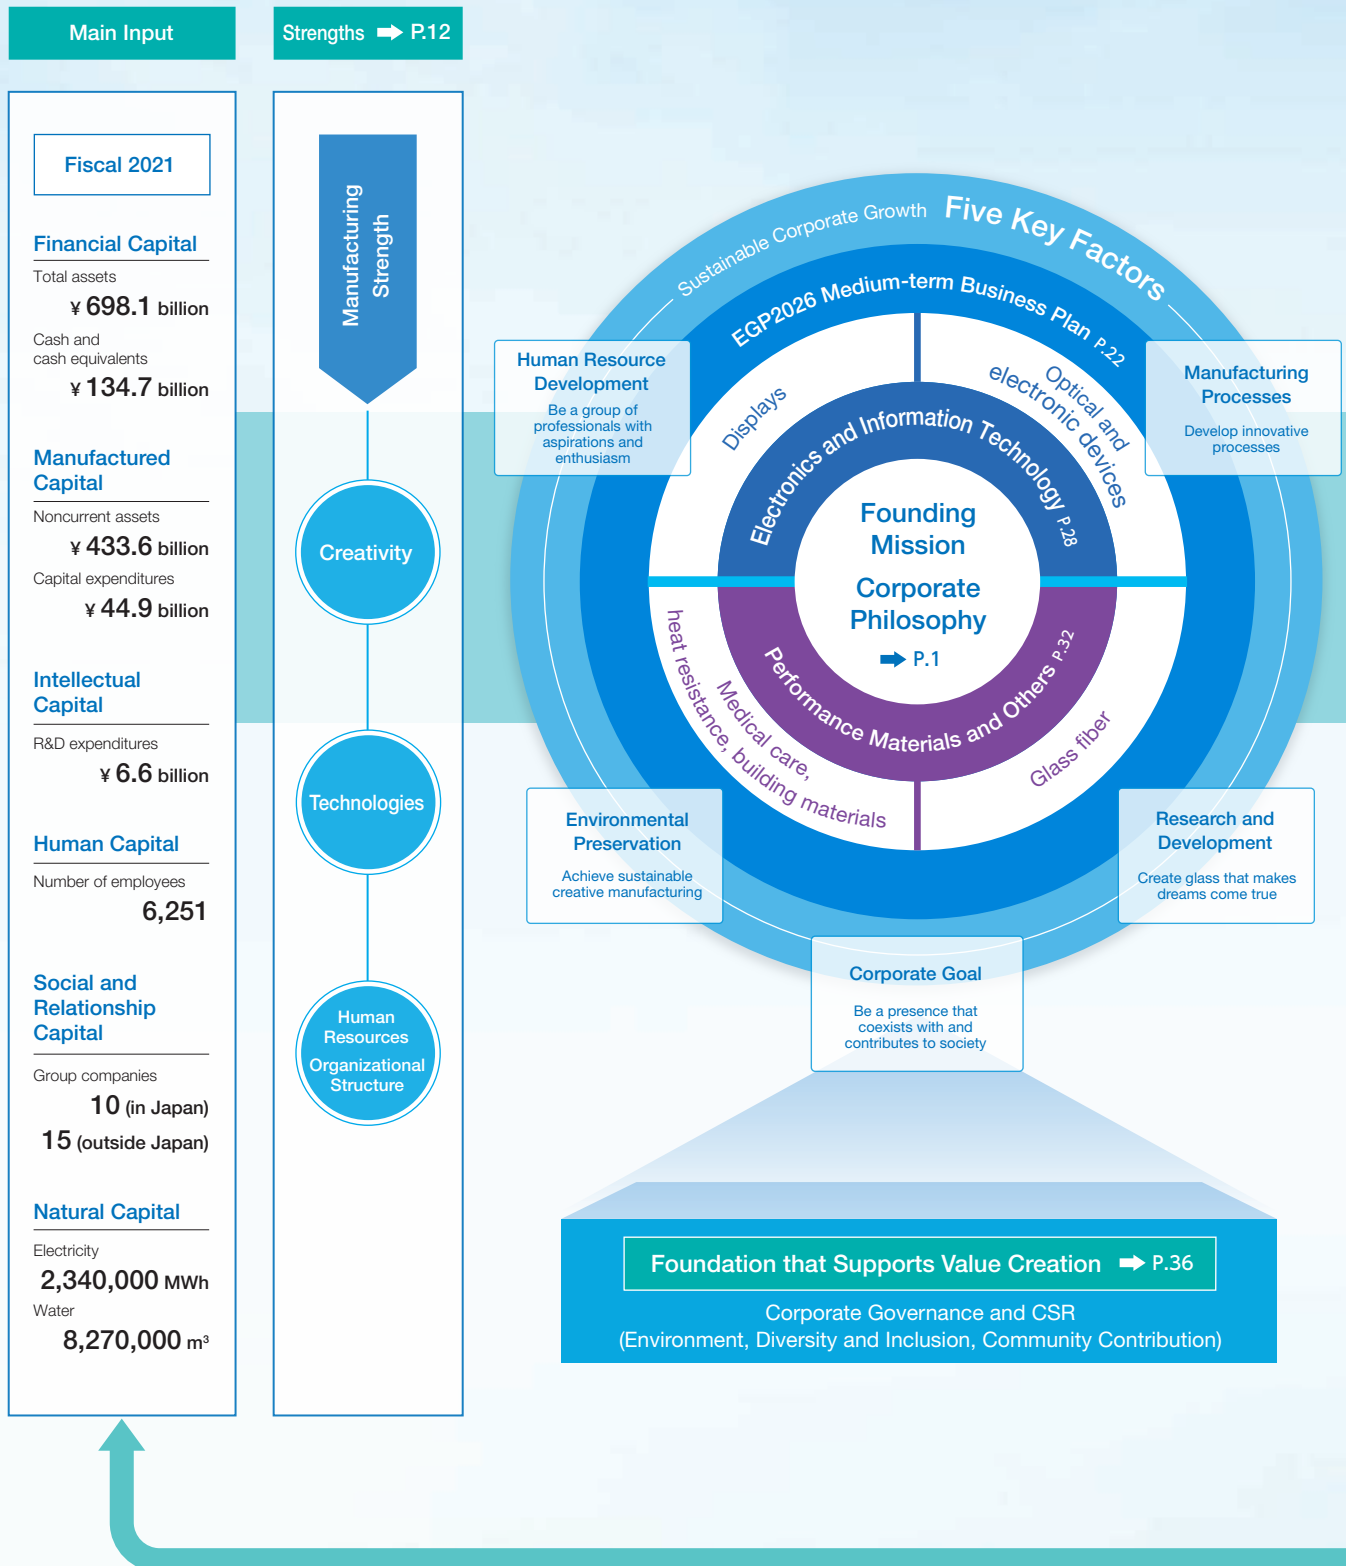 Main Input
Fiscal 2021
Financial Capital
Total assets
¥ 698.1 billion
Cash and
cash equivalents
¥ 134.7 billion
Manufactured
Capital
Noncurrent assets
¥ 433.6 billion
Capital expenditures
¥ 44.9 billion
Intellectual
Capital
R&D expenditures
¥ 6.6 billion
Human Capital
Number of employees
6,251
Social and
Relationship
Capital
Group companies
10 (in Japan)
15 (outside Japan)
Natural Capital
Electricity
2,340,000 MWh
Water
8,270,000 m³
Strengths ➡ P.12
Manufacturing
Strength
Creativity
Technologies
Human
Resources
Organizational
Structure
Sustainable Corporate Growth Five Key Factors
EGP2026 Medium-term Business Plan P.22
Human Resource
Development
Be a group of
professionals with
aspirations and
enthusiasm
Manufacturing
Processes
Develop innovative
processes
Displays
Optical and
electronic devices
Electronics and Information Technology P.28
Founding
Mission
Corporate
Philosophy
➡ P.1
Performance Materials and Others P.32
Medical care,
heat resistance, building materials
Glass fiber
Environmental
Preservation
Achieve sustainable
creative manufacturing
Research and
Development
Create glass that makes
dreams come true
Corporate Goal
Be a presence that
coexists with and
contributes to society
Foundation that Supports Value Creation ➡ P.36
Corporate Governance and CSR
(Environment, Diversity and Inclusion, Community Contribution)